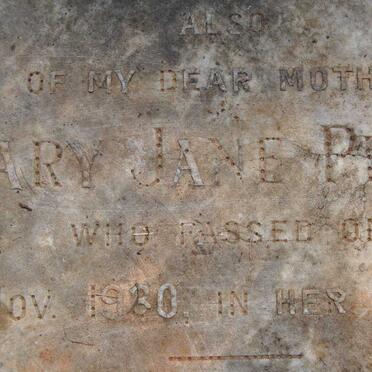 ALSO
OF MY DEAR MOTH
ARY JANE P
WHO PASSED O
OV. 1930, IN HER